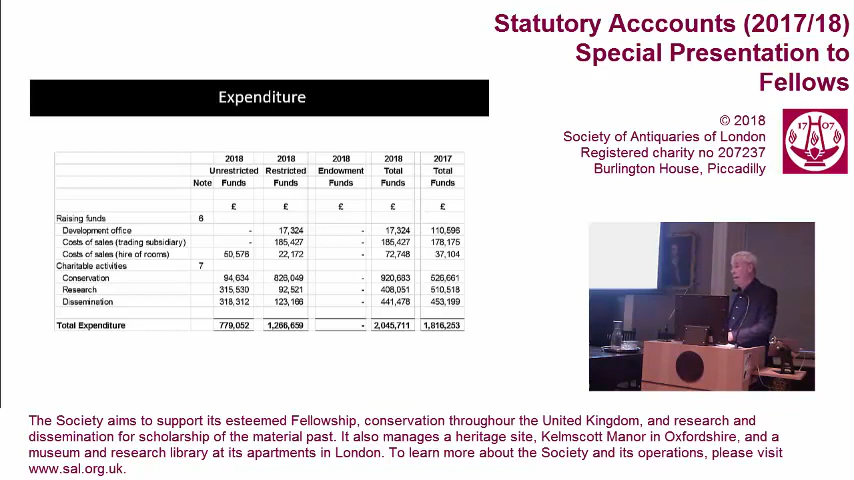 Statutory Acccounts (2017/18)
Special Presentation to
Fellows
© 2018
Society of Antiquaries of London
Registered charity no 207237
Burlington House, Piccadilly
17 07
Expenditure
2018 2018 2018 2018 2017
Unrestricted Restricted Endowment Total Total
Note Funds Funds Funds Funds Funds
£ £ £ £ £
Raising funds 6
Development office - 17,324 - 17,324 110,596
Costs of sales (trading subsidiary) - 185,427 - 185,427 178,175
Costs of sales (hire of rooms) 50,576 22,172 - 72,748 37,104
Charitable activities 7
Conservation 94,634 826,049 - 920,683 526,661
Research 315,530 92,521 - 408,051 510,518
Dissemination 318,312 123,166 - 441,478 453,199
Total Expenditure 779,052 1,266,659 - 2,045,711 1,816,253
The Society aims to support its esteemed Fellowship, conservation throughour the United Kingdom, and research and
dissemination for scholarship of the material past. It also manages a heritage site, Kelmscott Manor in Oxfordshire, and a
museum and research library at its apartments in London. To learn more about the Society and its operations, please visit
www.sal.org.uk.